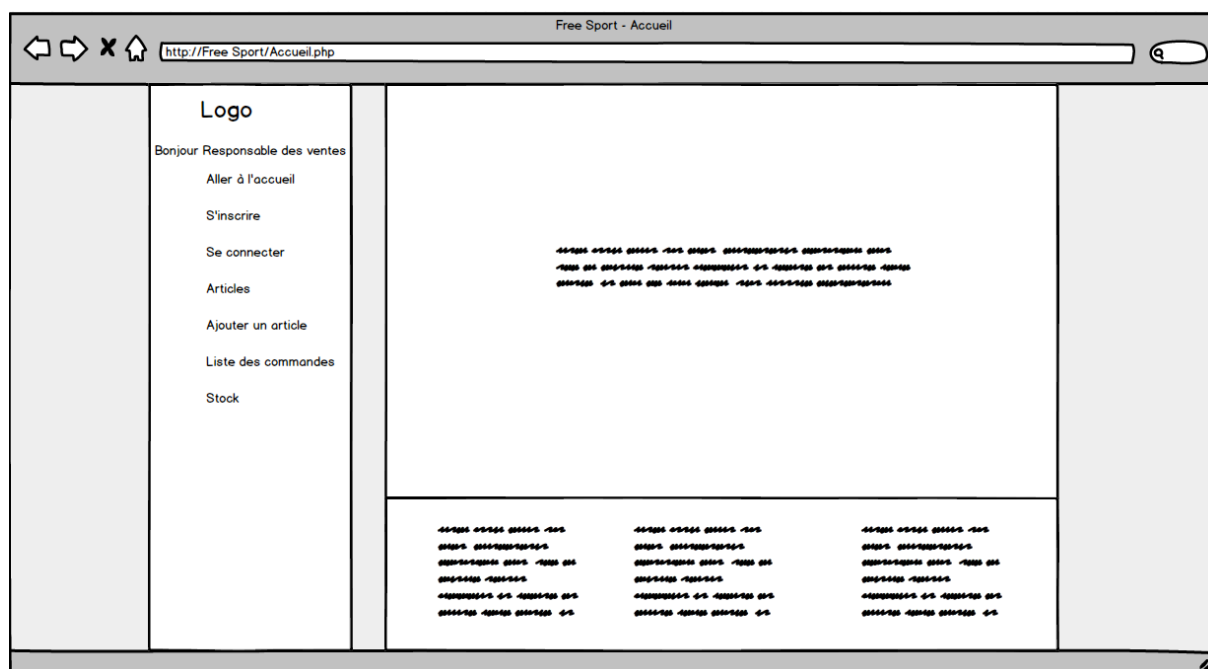 Free Sport - Accueil
http://Free Sport/Accueil.php
Logo
Bonjour Responsable des ventes
Aller à l'accueil
S'inscrire
Se connecter
Articles
Ajouter un article
Liste des commandes
Stock